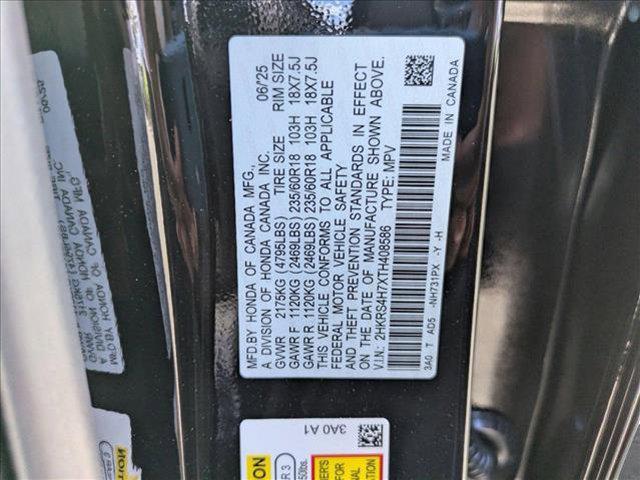 MFD.BY HONDA OF CANADA MFG., 06/25
A DIVISION OF HONDA CANADA INC.
GVWR 2175KG (4796LBS) TIRE SIZE RIM SIZE
GAWR F 1120KG (2469LBS) 235/60R18 103H 18X7.5J
GAWR R 1120KG (2469LBS) 235/60R18 103H 18X7.5J
THIS VEHICLE CONFORMS TO ALL APPLICABLE
FEDERAL MOTOR VEHICLE SAFETY
AND THEFT PREVENTION STANDARDS IN EFFECT
ON THE DATE OF MANUFACTURE SHOWN ABOVE.
V.I.N.: 2HKRS4H7XTH408586 TYPE: MPV
3A0 T AD5 -NH731PX -Y -H
MADE IN CANADA
3A0 A1